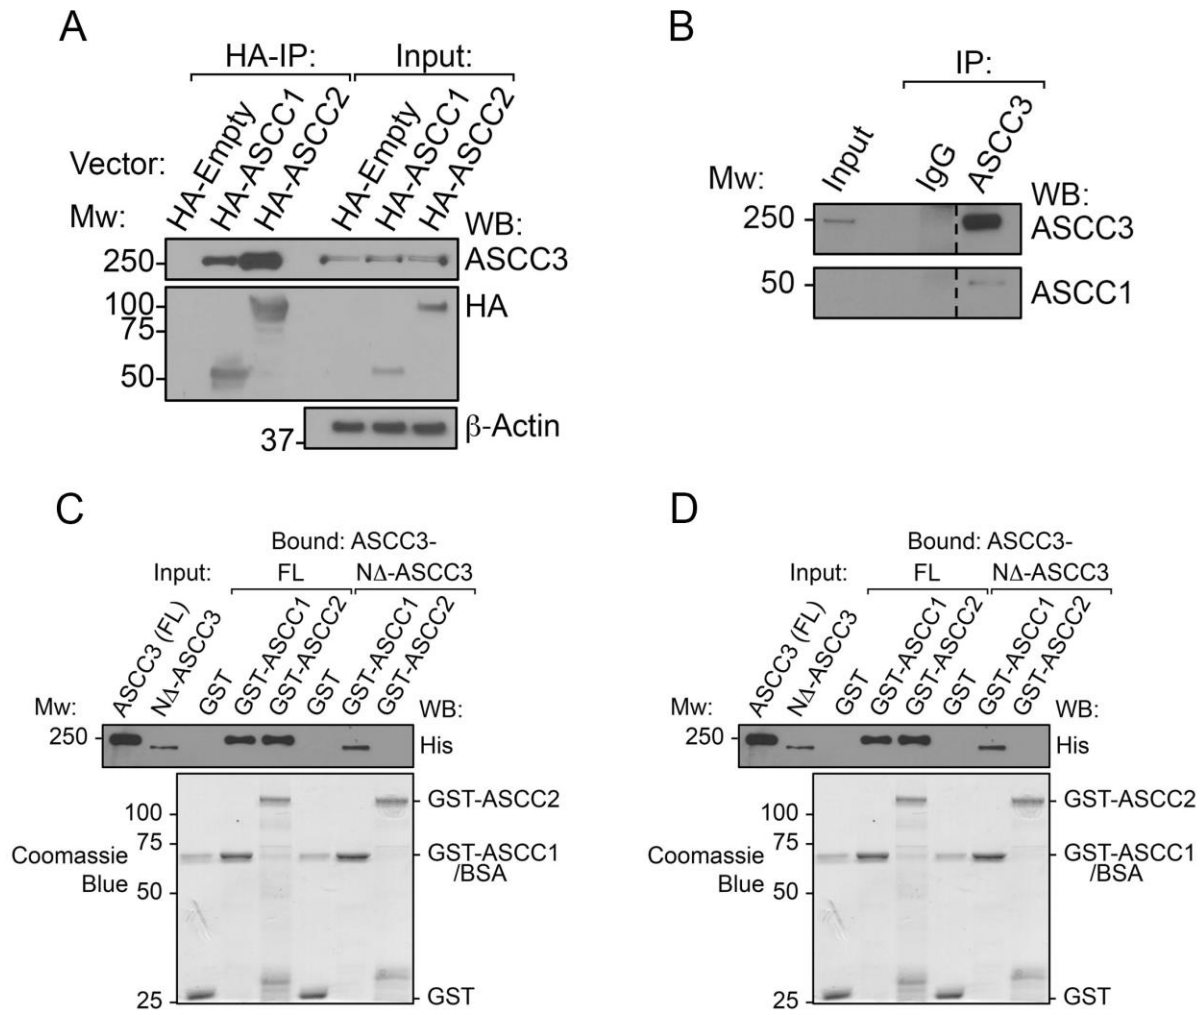 A
HA-IP: Input:
Vector: HA-Empty HA-ASCC1 HA-ASCC2 HA-Empty HA-ASCC1 HA-ASCC2
Mw: WB:
250 ASCC3
100 HA
75
50
37 β-Actin
B
IP:
Mw: Input IgG ASCC3 WB:
250 ASCC3
50 ASCC1
C
Bound: ASCC3-
Input: FL NΔ-ASCC3
ASCC3 (FL) NΔ-ASCC3 GST GST-ASCC1 GST-ASCC2 GST GST-ASCC1 GST-ASCC2
Mw: WB:
250 His
GST-ASCC2
100
75
Coomassie GST-ASCC1
Blue /BSA
50
25 GST
D
Bound: ASCC3-
Input: FL NΔ-ASCC3
ASCC3 (FL) NΔ-ASCC3 GST GST-ASCC1 GST-ASCC2 GST GST-ASCC1 GST-ASCC2
Mw: WB:
250 His
GST-ASCC2
100
75
Coomassie GST-ASCC1
Blue /BSA
50
25 GST